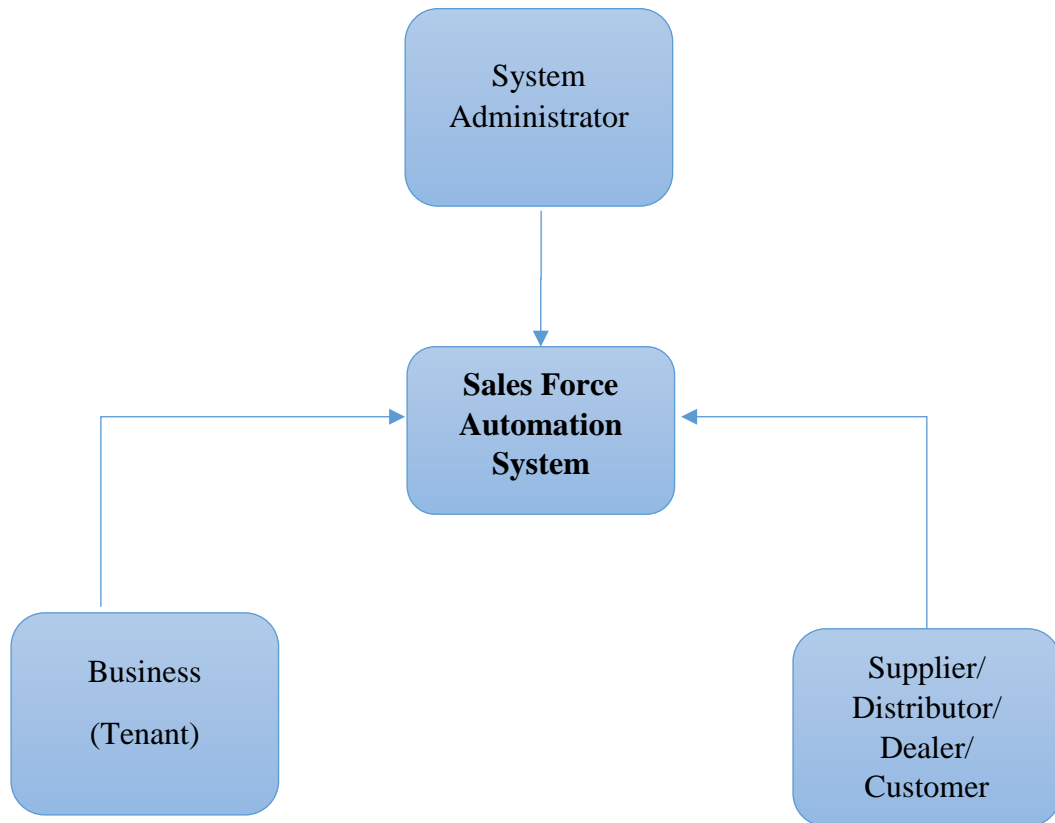 System
Administrator
Sales Force
Automation
System
Business
(Tenant)
Supplier/
Distributor/
Dealer/
Customer